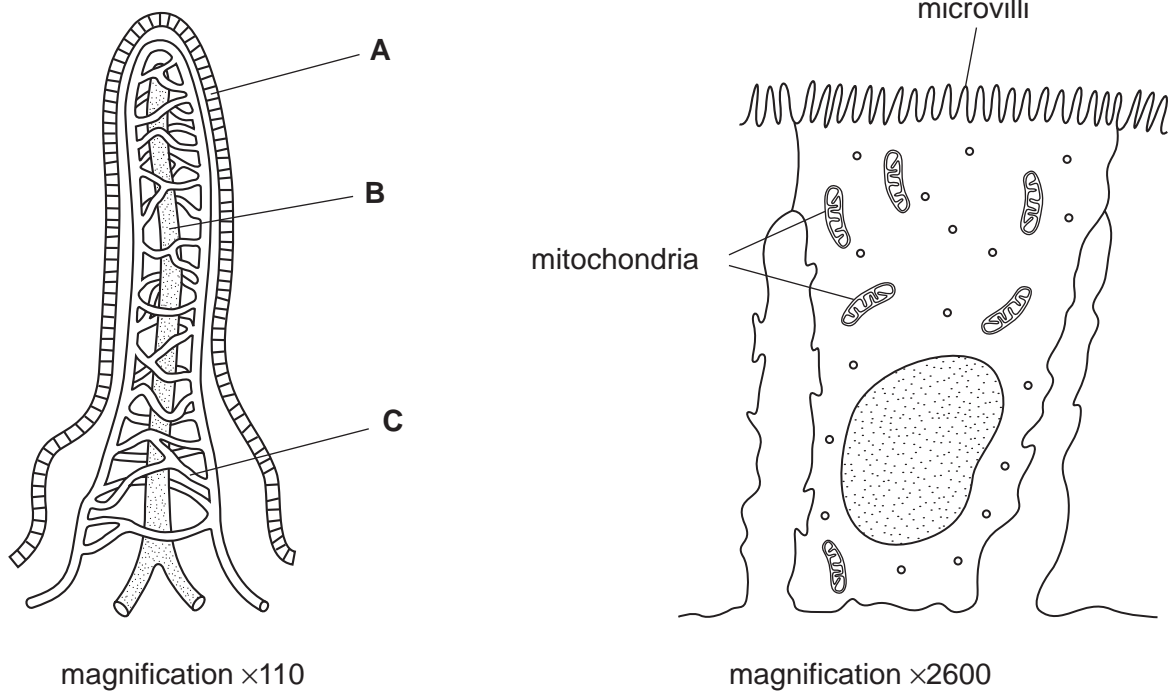 microvilli
A
B
mitochondria
C
magnification ×110
magnification ×2600